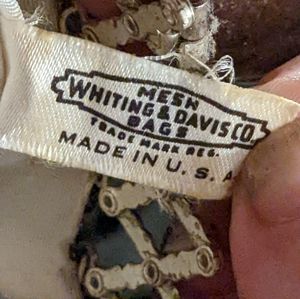 MESH
WHITING & DAVIS CO.
BAGS
TRADE MARK REG.
MADE IN U. S. A